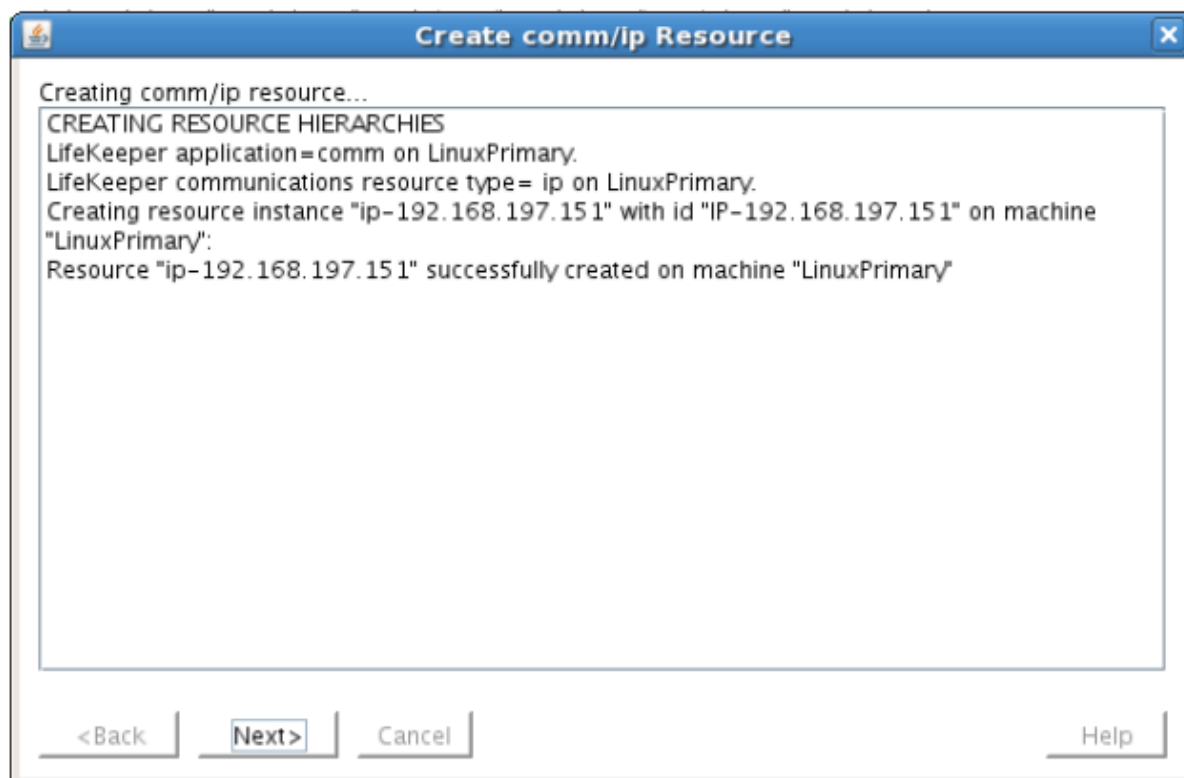 Create comm/ip Resource
Creating comm/ip resource...
CREATING RESOURCE HIERARCHIES
LifeKeeper application=comm on LinuxPrimary.
LifeKeeper communications resource type= ip on LinuxPrimary.
Creating resource instance "ip-192.168.197.151" with id "IP-192.168.197.151" on machine
"LinuxPrimary":
Resource "ip-192.168.197.151" successfully created on machine "LinuxPrimary"
<Back Next> Cancel Help